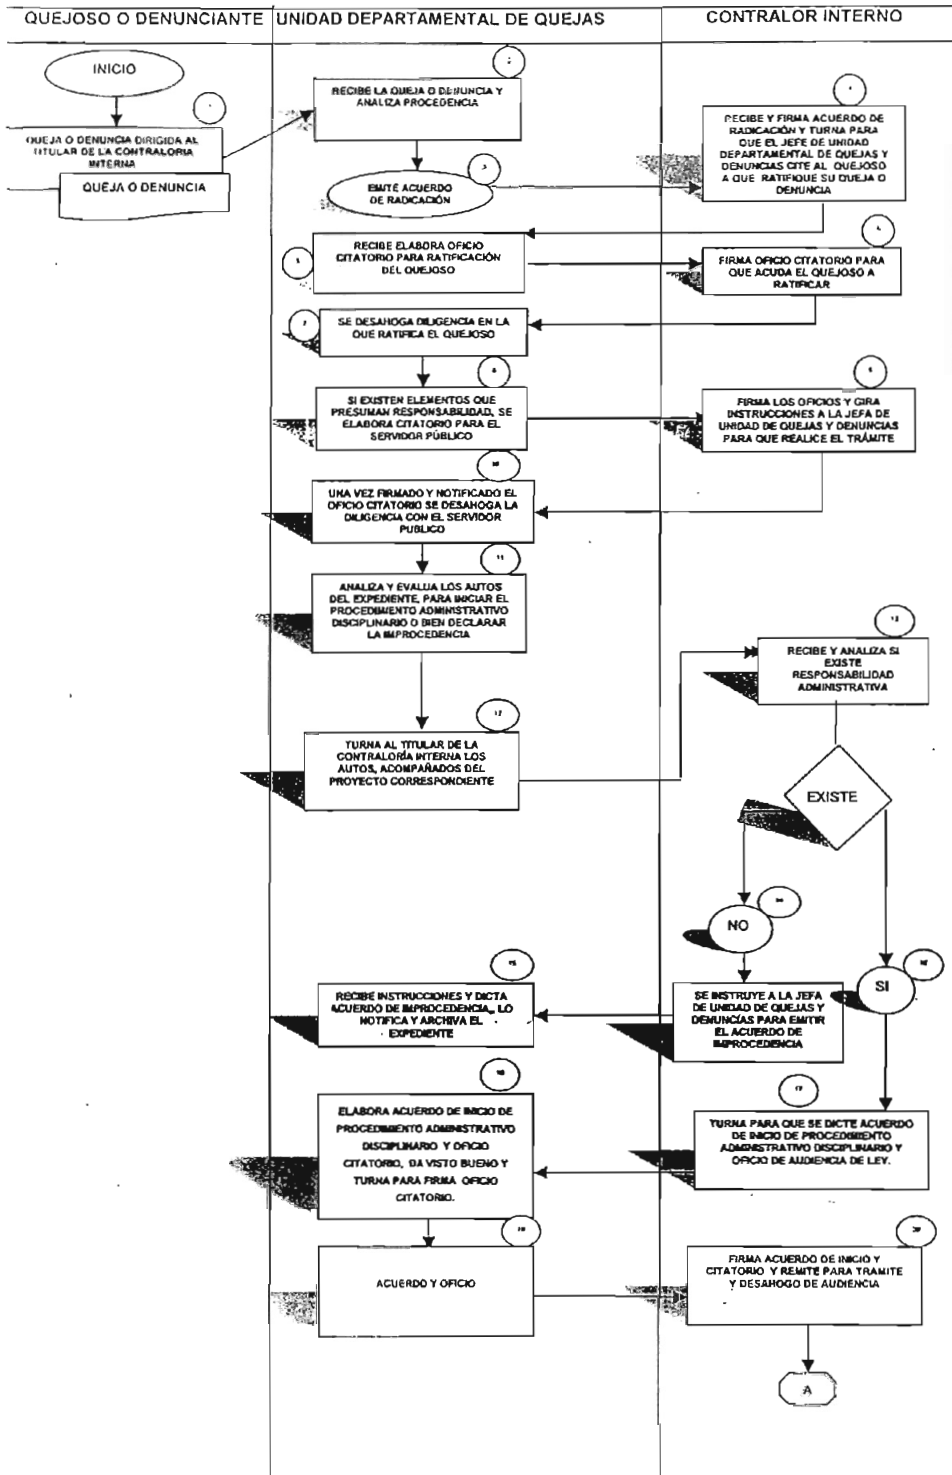 QUEJOSO O DENUNCIANTE
UNIDAD DEPARTAMENTAL DE QUEJAS
CONTRALOR INTERNO
INICIO
QUEJA O DENUNCIA DIRIGIDA AL
TITULAR DE LA CONTRALORIA
INTERNA
QUEJA O DENUNCIA
RECIBE LA QUEJA O DENUNCIA Y
ANALIZA PROCEDENCIA
EMITE ACUERDO
DE RADICACIÓN
RECIBE Y FIRMA ACUERDO DE
RADICACIÓN Y TURNA PARA
QUE EL JEFE DE UNIDAD
DEPARTAMENTAL DE QUEJAS Y
DENUNCIAS CITE AL QUEJOSO
A QUE RATIFIQUE SU QUEJA O
DENUNCIA
RECIBE ELABORA OFICIO
CITATORIO PARA RATIFICACIÓN
DEL QUEJOSO
FIRMA OFICIO CITATORIO PARA
QUE ACUDA EL QUEJOSO A
RATIFICAR
7
SE DESAHOGA DILIGENCIA EN LA
QUE RATIFICA EL QUEJOSO
SI EXISTEN ELEMENTOS QUE
PRESUMAN RESPONSABILIDAD, SE
ELABORA CITATORIO PARA EL
SERVIDOR PÚBLICO
FIRMA LOS OFICIOS Y GIRA
INSTRUCCIONES A LA JEFA DE
UNIDAD DE QUEJAS Y DENUNCIAS
PARA QUE REALICE EL TRÁMITE
10
UNA VEZ FIRMADO Y NOTIFICADO EL
OFICIO CITATORIO SE DESAHOGA LA
DILIGENCIA CON EL SERVIDOR
PUBLICO
11
ANALIZA Y EVALUA LOS AUTOS
DEL EXPEDIENTE, PARA INICIAR EL
PROCEDIMIENTO ADMINISTRATIVO
DISCIPLINARIO O BIEN DECLARAR
LA IMPROCEDENCIA
12
TURNA AL TITULAR DE LA
CONTRALORÍA INTERNA LOS
AUTOS, ACOMPAÑADOS DEL
PROYECTO CORRESPONDIENTE
13
RECIBE Y ANALIZA SI
EXISTE
RESPONSABILIDAD
ADMINISTRATIVA
EXISTE
NO
SI
15
RECIBE INSTRUCCIONES Y DICTA
ACUERDO DE IMPROCEDENCIA, LO
NOTIFICA Y ARCHIVA EL
EXPEDIENTE
SE INSTRUYE A LA JEFA
DE UNIDAD DE QUEJAS Y
DENUNCIAS PARA EMITIR
EL ACUERDO DE
IMPROCEDENCIA
17
TURNA PARA QUE SE DICTE ACUERDO
DE INICIO DE PROCEDIMIENTO
ADMINISTRATIVO DISCIPLINARIO Y
OFICIO DE AUDIENCIA DE LEY.
ELABORA ACUERDO DE INICIO DE
PROCEDIMIENTO ADMINISTRATIVO
DISCIPLINARIO Y OFICIO
CITATORIO, DA VISTO BUENO Y
TURNA PARA FIRMA OFICIO
CITATORIO.
ACUERDO Y OFICIO
20
FIRMA ACUERDO DE INICIO Y
CITATORIO Y REMITE PARA TRAMITE
Y DESAHOGO DE AUDIENCIA
A